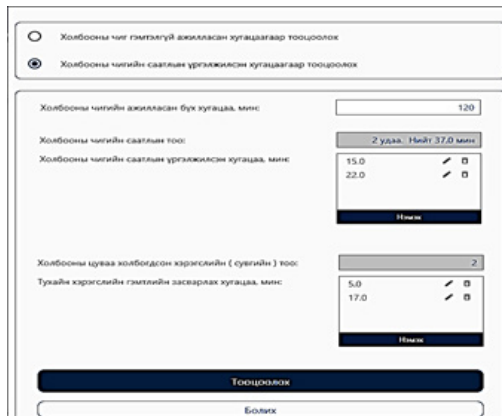 Холбооны чиг гэмтэлгүй ажилласан хугацаагаар тооцоолох
Холбооны чигийн саатлын үргэлжилсэн хугацаагаар тооцоолох
Холбооны чигийн ажилласан бүх хугацаа, мин: 120
Холбооны чигийн саатлын тоо: 2 удаа. Нийт 37.0 мин
Холбооны чигийн саатлын үргэлжилсэн хугацаа, мин:
15.0
22.0
Нэмэх
Холбооны цуваа холбогдсон хэрэгслийн ( сувгийн ) тоо: 2
Тухайн хэрэгслийн гэмтлийн засварлах хугацаа, мин:
5.0
17.0
Нэмэх
Тооцоолох
Болих